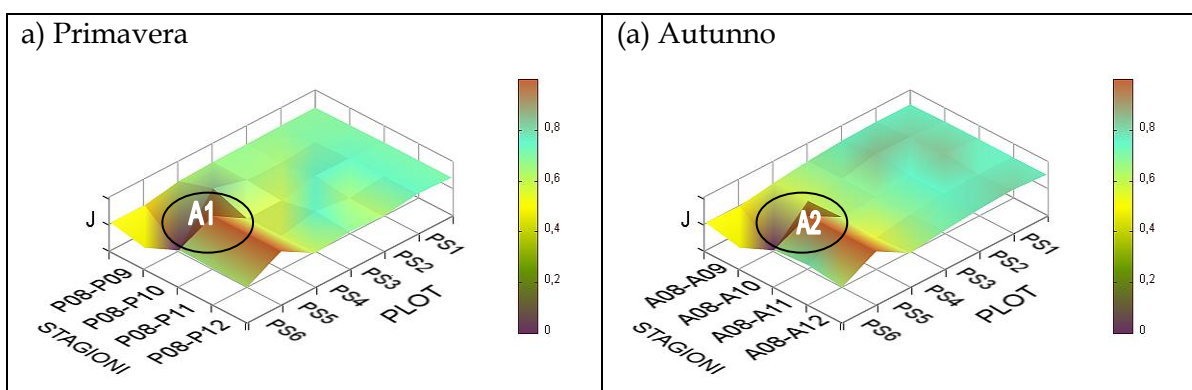 a) Primavera
0,8
0,6
0,4
0,2
0
J
A1
P08-P09
P08-P10
P08-P11
P08-P12
STAGIONI
PS6
PS5
PS4
PS3
PS2
PS1
PLOT
(a) Autunno
0,8
0,6
0,4
0,2
0
J
A2
A08-A09
A08-A10
A08-A11
A08-A12
STAGIONI
PS6
PS5
PS4
PS3
PS2
PS1
PLOT